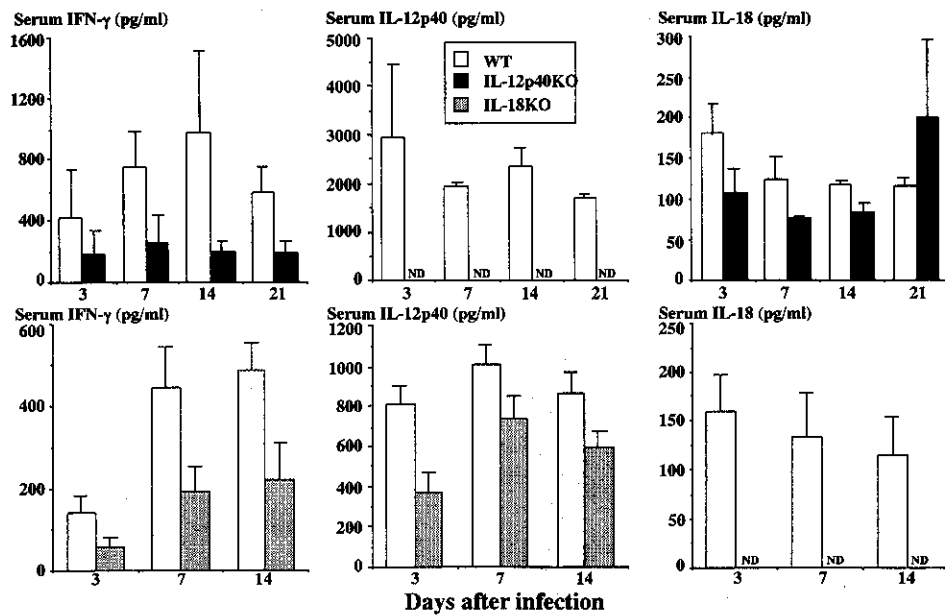 Serum IFN-γ (pg/ml)
1600
1200
800
400
0
3 7 14 21
Serum IL-12p40 (pg/ml)
5000
4000
3000
2000
1000
0
WT
IL-12p40KO
IL-18KO
ND ND ND ND
3 7 14 21
Serum IL-18 (pg/ml)
300
250
200
150
100
50
0
3 7 14 21
Serum IFN-γ (pg/ml)
600
400
200
0
3 7 14
Serum IL-12p40 (pg/ml)
1200
1000
800
600
400
200
0
3 7 14
Serum IL-18 (pg/ml)
250
200
150
100
50
0
ND ND ND
3 7 14
Days after infection